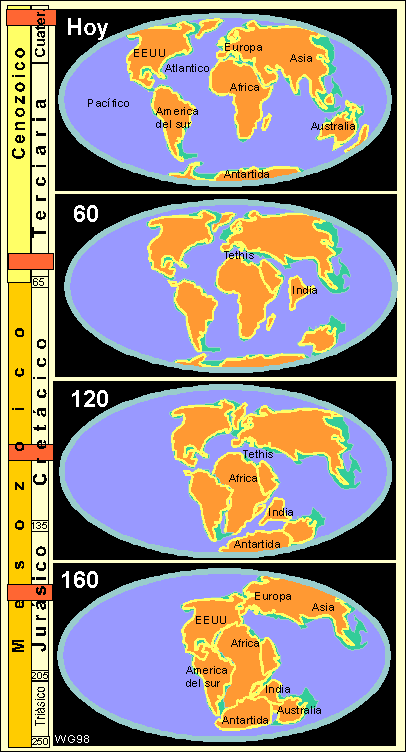 Hoy
EEUU
Europa
Asia
Atlantico
Pacífico
Africa
America
del sur
Australia
Antartida
60
Tethis
India
120
Tethis
Africa
India
Antartida
160
Europa
Asia
EEUU
Africa
America
del sur
India
Australia
Antartida
WG98
Cenozoico
Mesozoico
Cuater.
Terciaria
65
Cretácico
135
Jurásico
205
Triásico
250